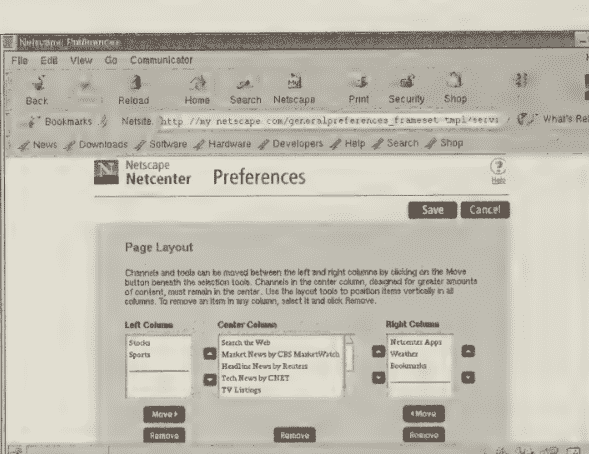 Netscape: Preferences
File Edit View Go Communicator
Back Reload Home Search Netscape Print Security Shop
Bookmarks Netsite: http://my.netscape.com/generalpreferences_frameset.tmpl/servi What's Rel
News Downloads Software Hardware Developers Help Search Shop
N Netscape
Netcenter Preferences
? Help
Save Cancel
Page Layout
Channels and tools can be moved between the left and right columns by clicking on the Move
button beneath the selection tools. Channels in the center column, designed for greater amounts
of content, must remain in the center. Use the layout tools to position items vertically in all
columns. To remove an item in any column, select it and click Remove.
Left Column Center Column Right Column
Stocks Search the Web Netcenter Apps
Sports Market News by CBS MarketWatch Weather
Headline News by Reuters Bookmarks
Tech News by CNET
TV Listings
Move Move
Remove Remove Remove